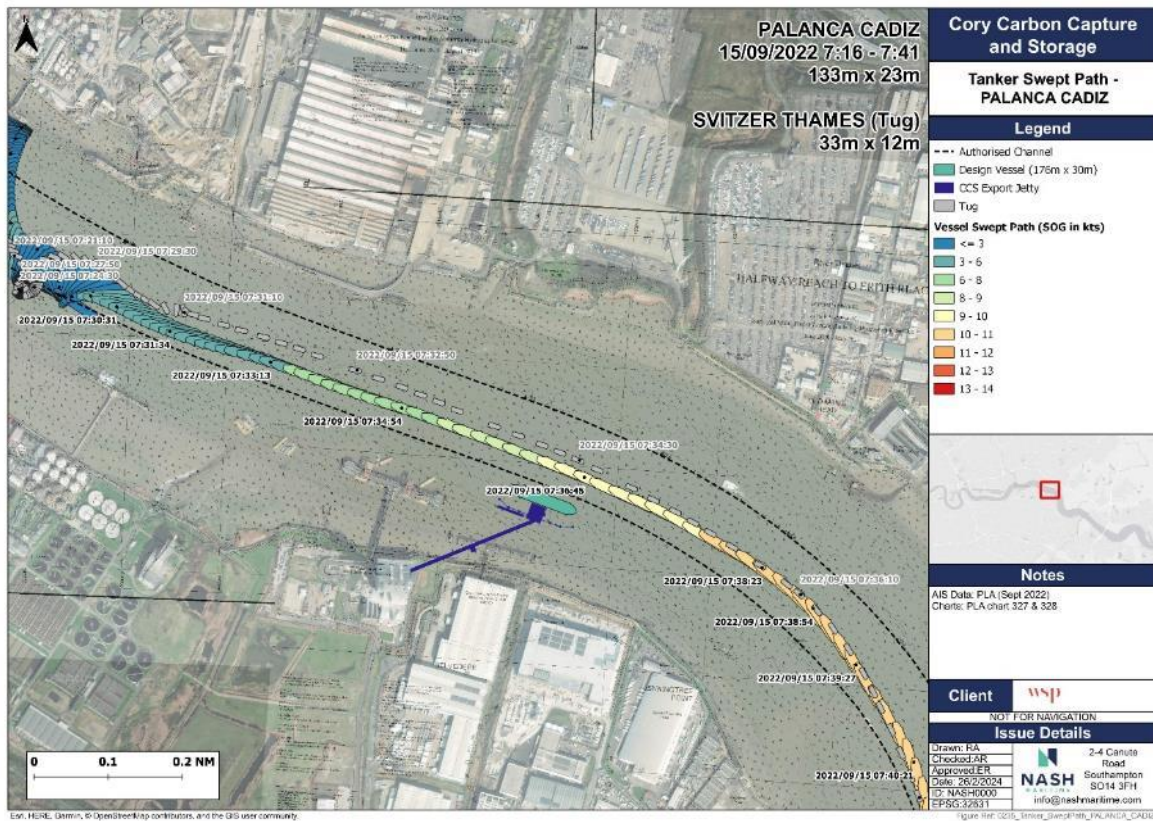 PALANCA CADIZ
15/09/2022 7:16 - 7:41
133m x 23m
SVITZER THAMES (Tug)
33m x 12m
2022/09/15 07:21:10
2022/09/15 07:29:30
2022/09/15 07:24:30
2022/09/15 07:31:10
2022/09/15 07:30:31
2022/09/15 07:31:34
2022/09/15 07:32:50
2022/09/15 07:33:13
2022/09/15 07:34:54
2022/09/15 07:34:30
2022/09/15 07:36:45
2022/09/15 07:36:10
2022/09/15 07:38:23
2022/09/15 07:38:54
2022/09/15 07:39:27
2022/09/15 07:40:21
HALFWAY REACH TO ERITH
0 0.1 0.2 NM
Cory Carbon Capture
and Storage
Tanker Swept Path -
PALANCA CADIZ
Legend
Authorised Channel
Design Vessel (176m x 30m)
CCS Export Jetty
Tug
Vessel Swept Path (SOG in kts)
<= 3
3 - 6
6 - 8
8 - 9
9 - 10
10 - 11
11 - 12
12 - 13
13 - 14
Notes
AIS Data: PLA (Sept 2022)
Charts: PLA chart 327 & 328
Client
wsp
NOT FOR NAVIGATION
Issue Details
Drawn: RA
Checked:AR
Approved:ER
Date: 26/2/2024
ID: NASH0000
EPSG:32631
NASH
MARITIME
2-4 Canute
Road
Southampton
SO14 3FH
info@nashmaritime.com
Esri, HERE, Garmin, © OpenStreetMap contributors, and the GIS user community.
Figure Ref: 0235_Tanker_SweptPath_PALANCA_CADIZ